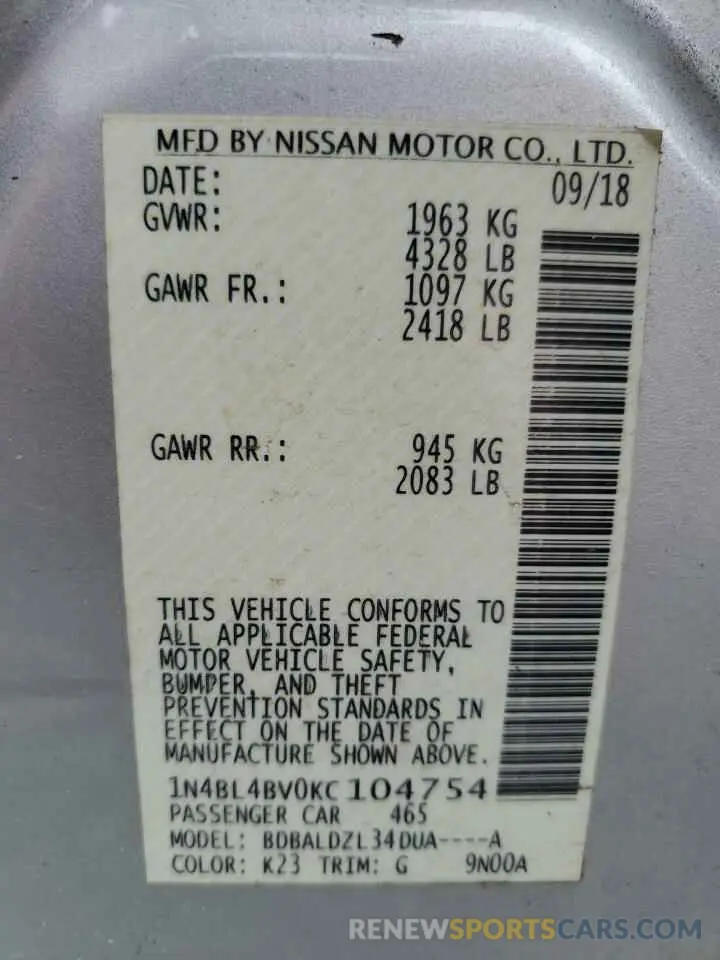 MFD BY NISSAN MOTOR CO., LTD.
DATE: 09/18
GVWR: 1963 KG
4328 LB
GAWR FR.: 1097 KG
2418 LB
GAWR RR.: 945 KG
2083 LB
THIS VEHICLE CONFORMS TO
ALL APPLICABLE FEDERAL
MOTOR VEHICLE SAFETY,
BUMPER, AND THEFT
PREVENTION STANDARDS IN
EFFECT ON THE DATE OF
MANUFACTURE SHOWN ABOVE.
1N4BL4BV0KC104754
PASSENGER CAR 465
MODEL: BDBALDZL34DUA----A
COLOR: K23 TRIM: G 9N00A
RENEWSPORTSCARS.COM